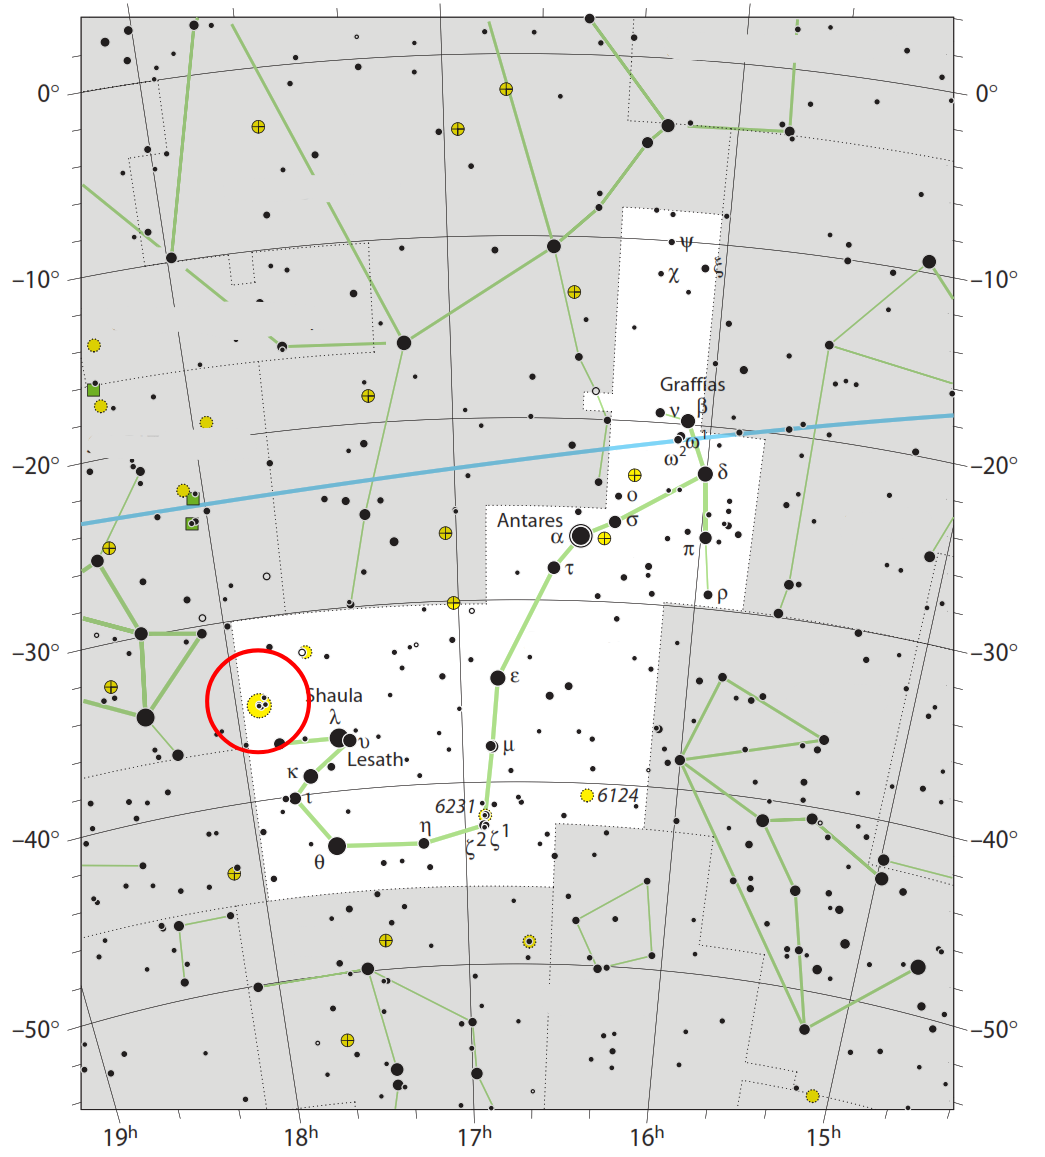 0° 0°
ψ
–10° χ ξ –10°
Graffias
ν β
ω² ω¹
–20° δ –20°
ο
Antares σ
α
π
τ
ρ
–30° –30°
ε
Shaula
λ
υ μ
Lesath
κ
ι 6231 6124
–40° η –40°
ζ² ζ¹
θ
–50° –50°
19h 18h 17h 16h 15h